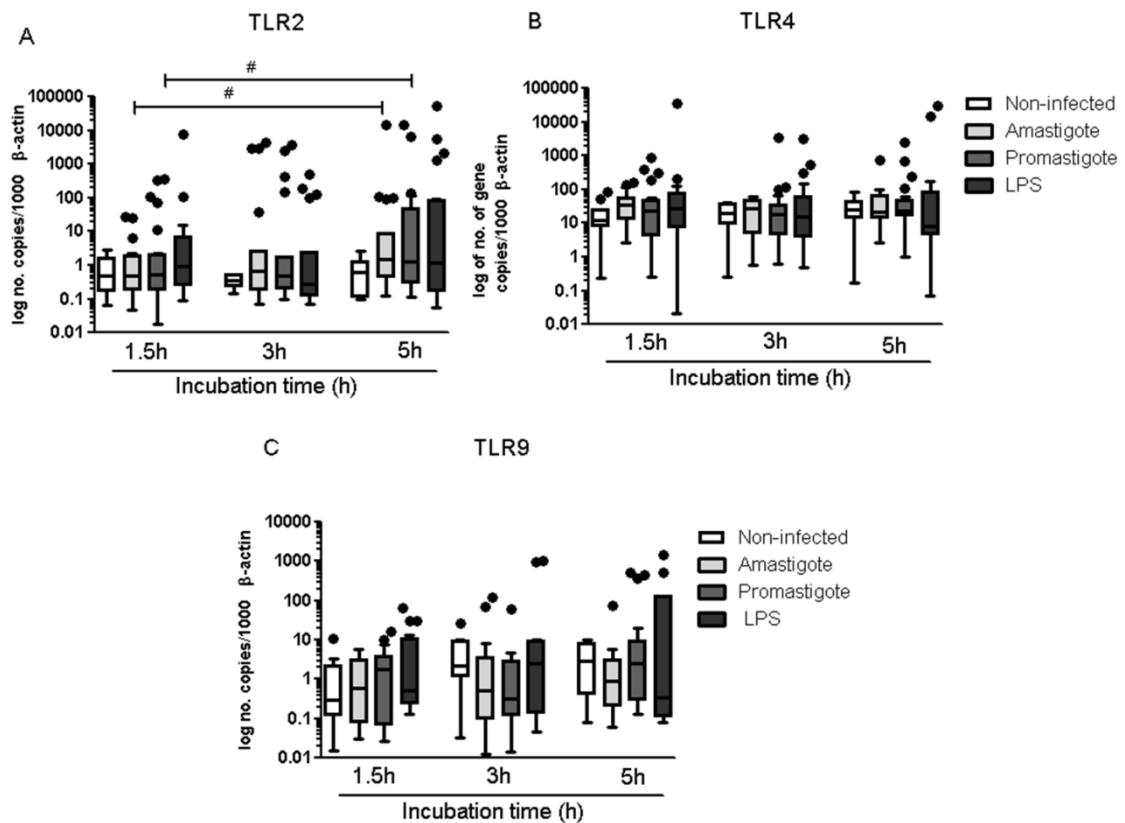 A
TLR2
#
#
log no. copies/1000 β-actin
100000
10000
1000
100
10
1
0.1
0.01
1.5h 3h 5h
Incubation time (h)
B
TLR4
log of no. of gene
copies/1000 β-actin
100000
10000
1000
100
10
1
0.1
0.01
1.5h 3h 5h
Incubation time (h)
Non-infected
Amastigote
Promastigote
LPS
C
TLR9
log no. copies/1000 β-actin
10000
1000
100
10
1
0.1
0.01
1.5h 3h 5h
Incubation time (h)
Non-infected
Amastigote
Promastigote
LPS